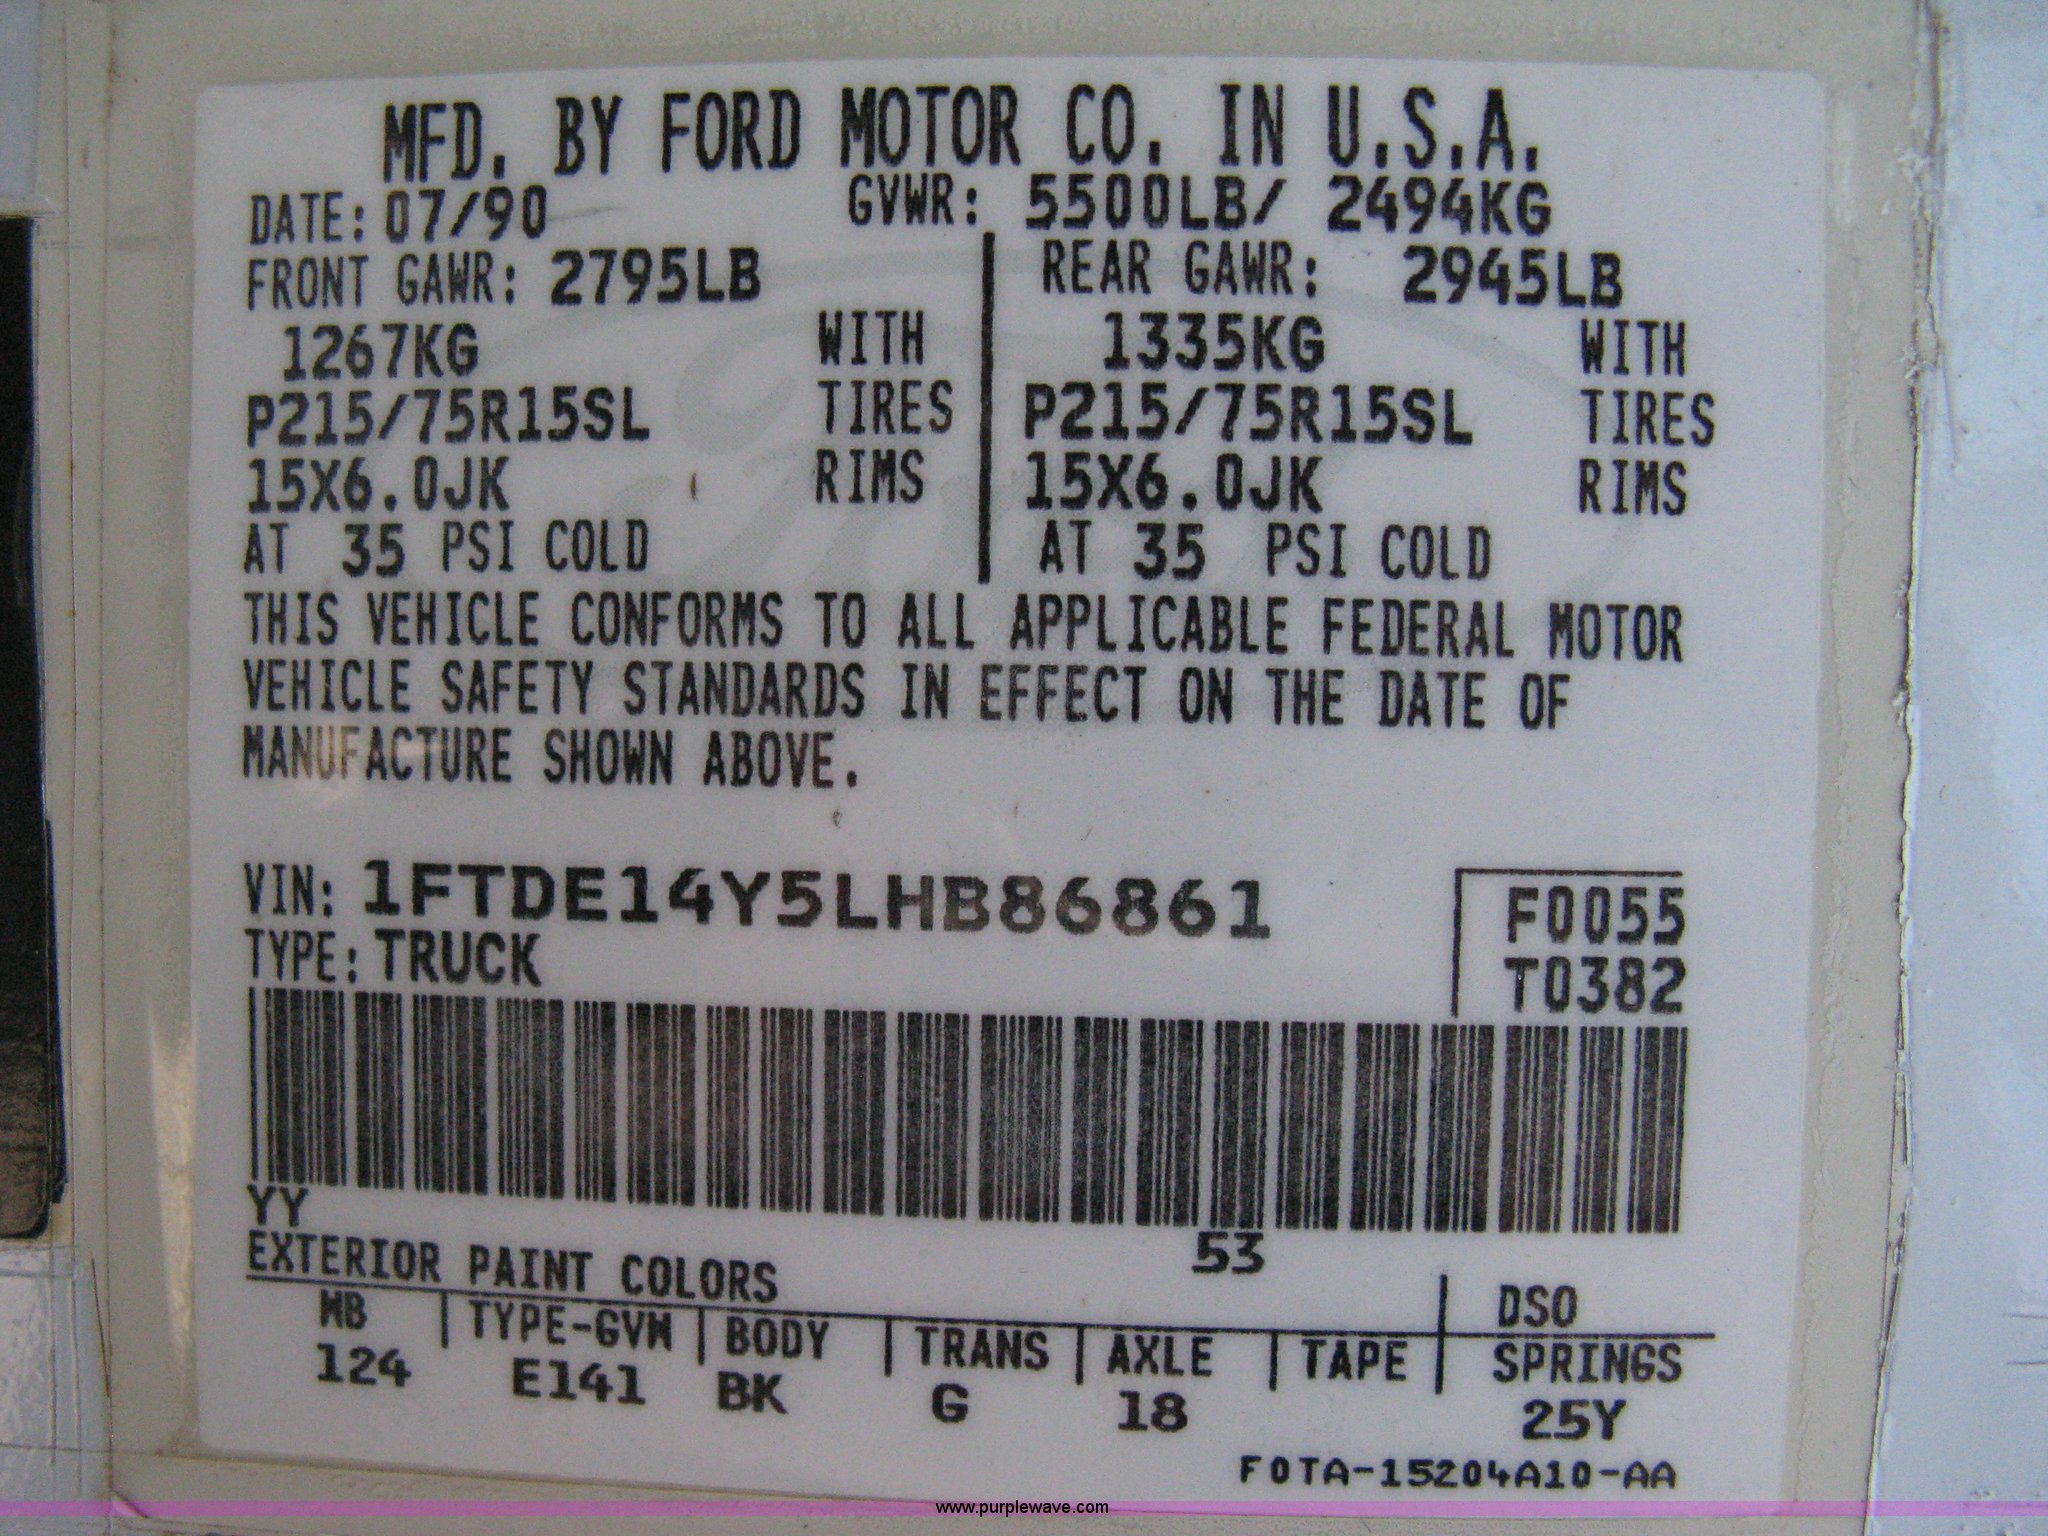 MFD. BY FORD MOTOR CO. IN U.S.A.
DATE: 07/90 GVWR: 5500LB/ 2494KG
FRONT GAWR: 2795LB REAR GAWR: 2945LB
1267KG WITH 1335KG WITH
P215/75R15SL TIRES P215/75R15SL TIRES
15X6.0JK RIMS 15X6.0JK RIMS
AT 35 PSI COLD AT 35 PSI COLD
THIS VEHICLE CONFORMS TO ALL APPLICABLE FEDERAL MOTOR
VEHICLE SAFETY STANDARDS IN EFFECT ON THE DATE OF
MANUFACTURE SHOWN ABOVE.
VIN: 1FTDE14Y5LHB86861 F0055
TYPE: TRUCK T0382
YY 53
EXTERIOR PAINT COLORS DSO
WB TYPE-GVW BODY TRANS AXLE TAPE SPRINGS
124 E141 BK G 18 25Y
F0TA-15204A10-AA
www.purplewave.com